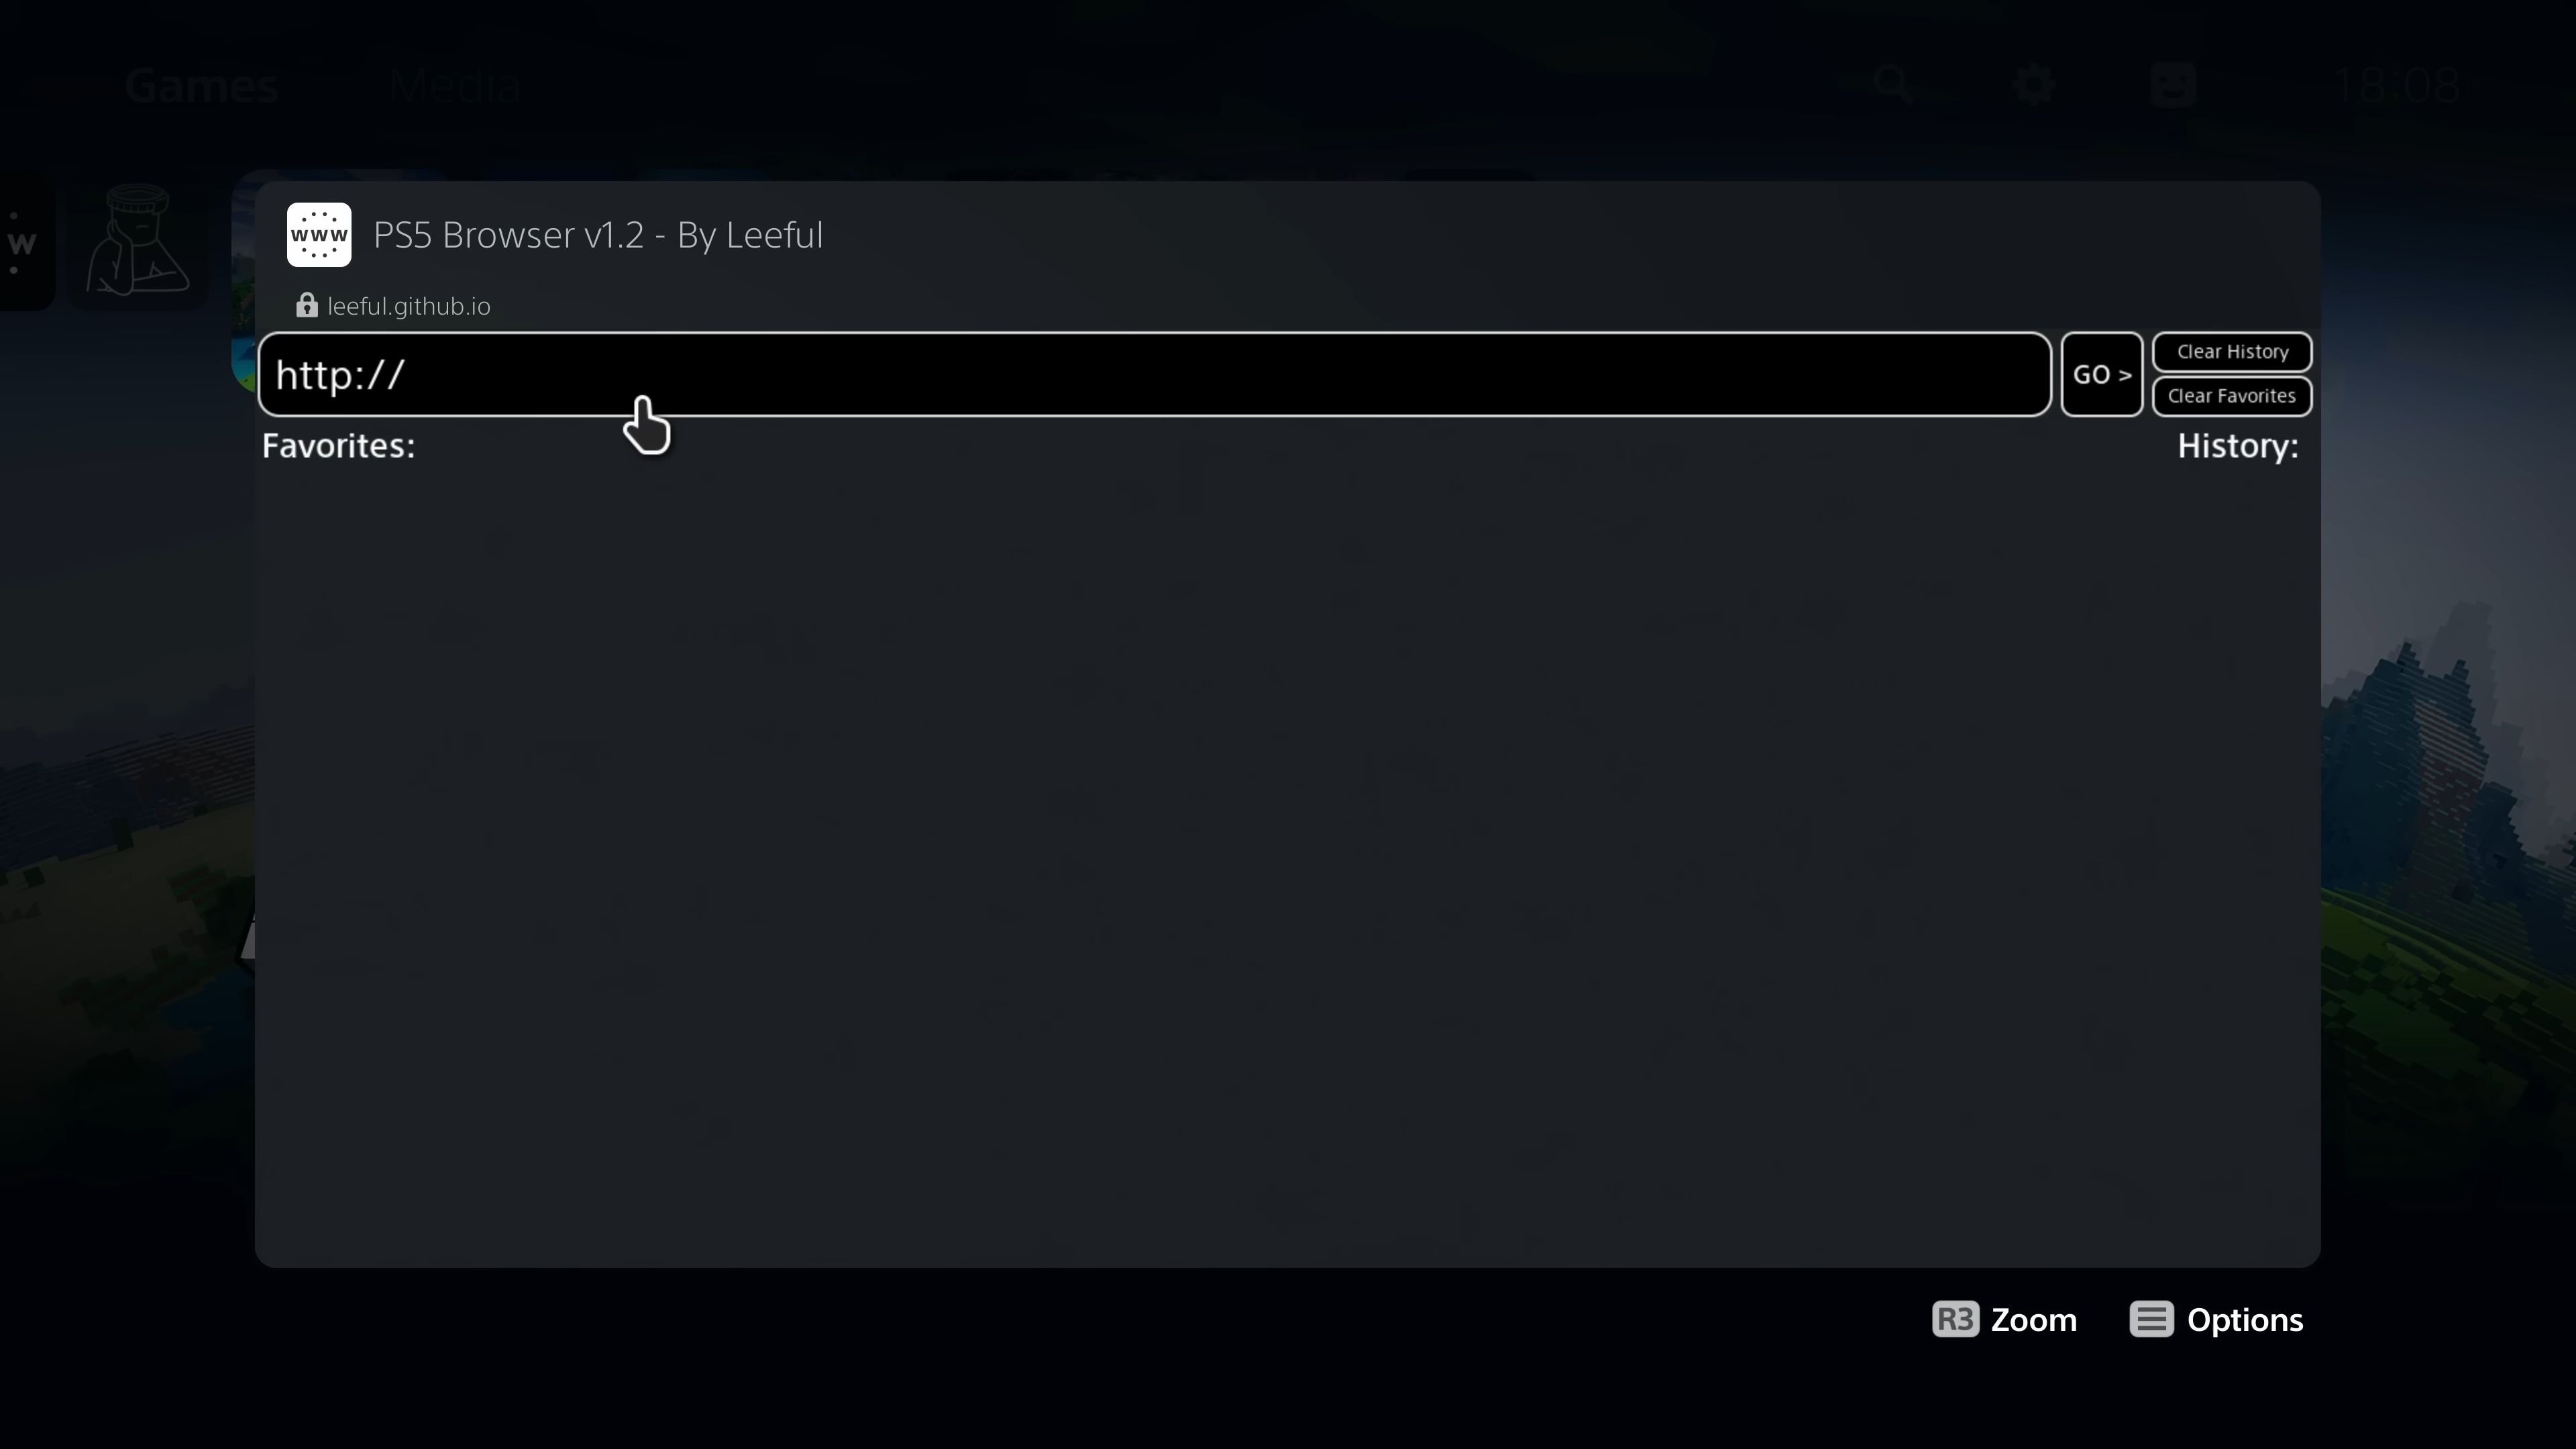 Games Media 18:08
W
www PS5 Browser v1.2 - By Leeful
leeful.github.io
http:// GO > Clear History
Clear Favorites
Favorites: History:
R3 Zoom Options